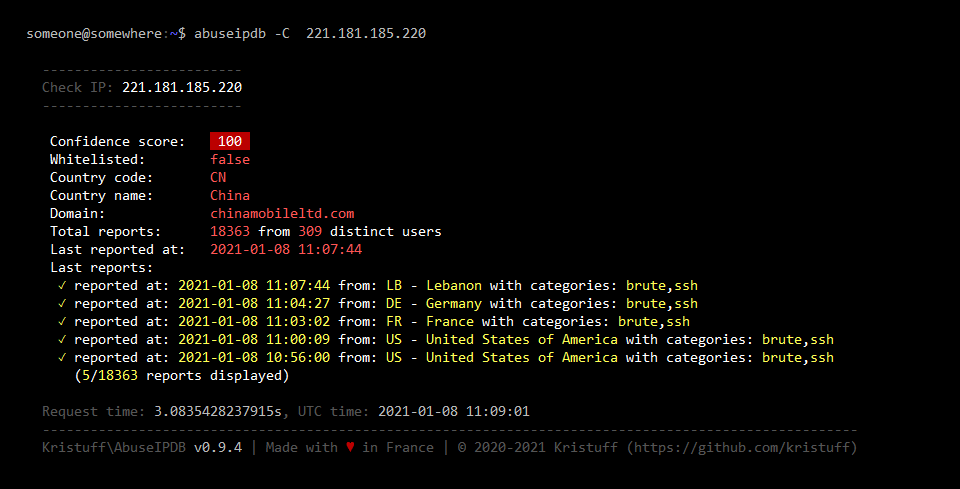 someone@somewhere:~$ abuseipdb -C  221.181.185.220
-------------------------
Check IP: 221.181.185.220
-------------------------
Confidence score: 100
Whitelisted: false
Country code: CN
Country name: China
Domain: chinamobileltd.com
Total reports: 18363 from 309 distinct users
Last reported at: 2021-01-08 11:07:44
Last reports:
✓ reported at: 2021-01-08 11:07:44 from: LB - Lebanon with categories: brute,ssh
✓ reported at: 2021-01-08 11:04:27 from: DE - Germany with categories: brute,ssh
✓ reported at: 2021-01-08 11:03:02 from: FR - France with categories: brute,ssh
✓ reported at: 2021-01-08 11:00:09 from: US - United States of America with categories: brute,ssh
✓ reported at: 2021-01-08 10:56:00 from: US - United States of America with categories: brute,ssh
(5/18363 reports displayed)
Request time: 3.0835428237915s, UTC time: 2021-01-08 11:09:01
------------------------------------------------------------------------------------------------------
Kristuff\AbuseIPDB v0.9.4 | Made with ♥ in France | © 2020-2021 Kristuff (https://github.com/kristuff)